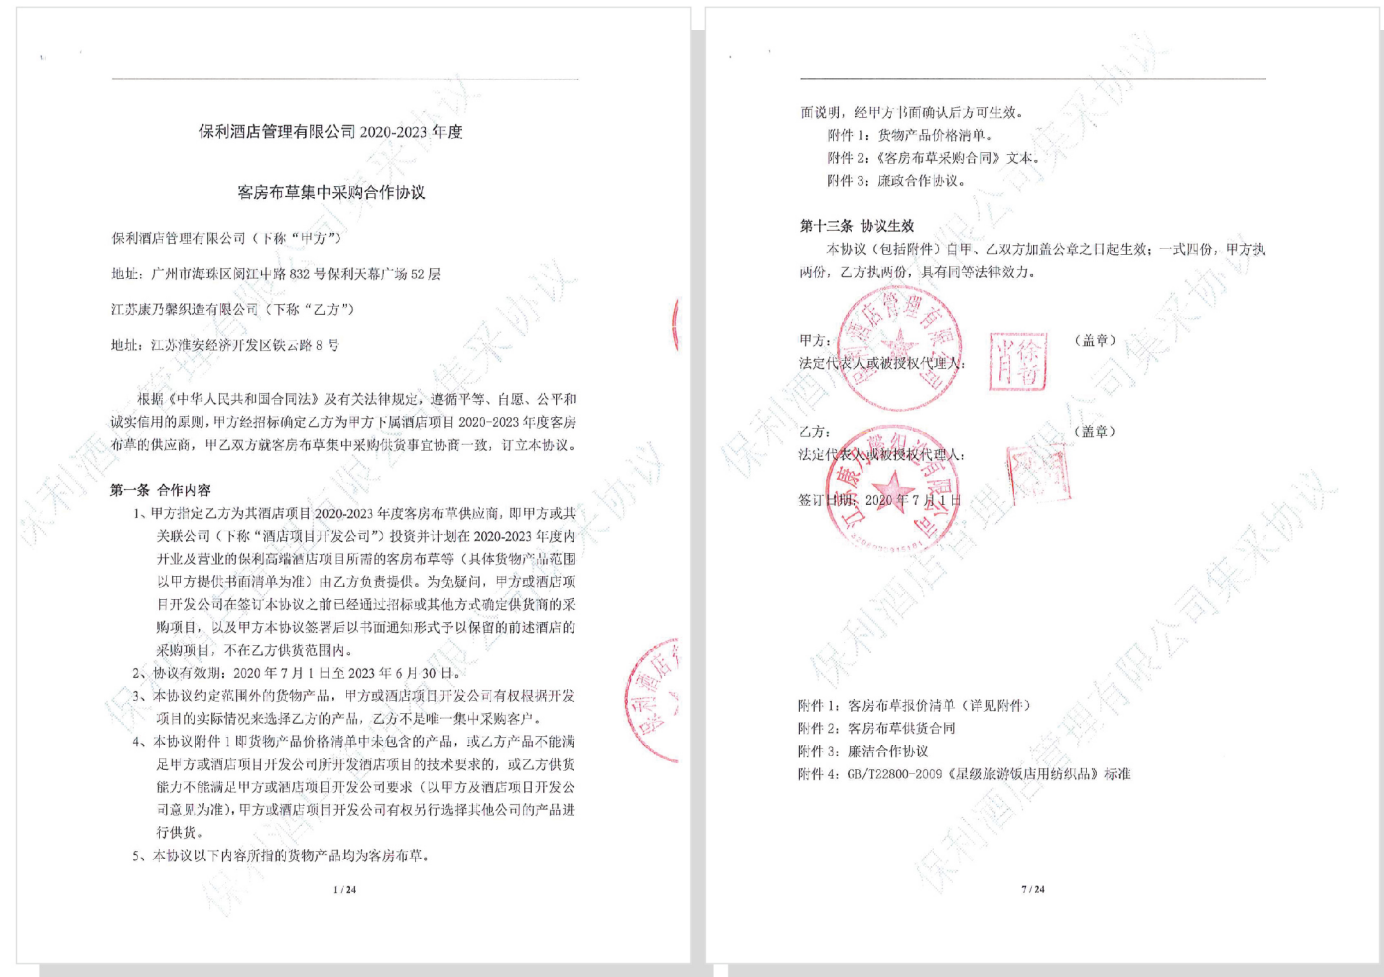 保利酒店管理有限公司 2020-2023 年度
客房布草集中采购合作协议
保利酒店管理有限公司（下称“甲方”）
地址：广州市海珠区阅江中路 832 号保利天幕广场 52 层
江苏康乃馨织造有限公司（下称“乙方”）
地址：江苏淮安经济开发区铁云路 8 号
根据《中华人民共和国合同法》及有关法律规定，遵循平等、自愿、公平和
诚实信用的原则，甲方经招标确定乙方为甲方下属酒店项目 2020-2023 年度客房
布草的供应商，甲乙双方就客房布草集中采购供货事宜协商一致，订立本协议。
第一条 合作内容
1、甲方指定乙方为其酒店项目 2020-2023 年度客房布草供应商，即甲方或其
关联公司（下称“酒店项目开发公司”）投资并计划在 2020-2023 年度内
开业及营业的保利高端酒店项目所需的客房布草等（具体货物产品范围
以甲方提供书面清单为准）由乙方负责提供。为免疑问，甲方或酒店项
目开发公司在签订本协议之前已经通过招标或其他方式确定供货商的采
购项目，以及甲方本协议签署后以书面通知形式予以保留的前述酒店的
采购项目，不在乙方供货范围内。
2、协议有效期：2020 年 7 月 1 日至 2023 年 6 月 30 日。
3、本协议约定范围外的货物产品，甲方或酒店项目开发公司有权根据开发
项目的实际情况来选择乙方的产品，乙方不是唯一集中采购客户。
4、本协议附件 1 即货物产品价格清单中未包含的产品，或乙方产品不能满
足甲方或酒店项目开发公司所开发酒店项目的技术要求的，或乙方供货
能力不能满足甲方或酒店项目开发公司要求（以甲方及酒店项目开发公
司意见为准），甲方或酒店项目开发公司有权另行选择其他公司的产品进
行供货。
5、本协议以下内容所指的货物产品均为客房布草。
1 / 24
面说明，经甲方书面确认后方可生效。
附件 1：货物产品价格清单。
附件 2：《客房布草采购合同》文本。
附件 3：廉政合作协议。
第十三条 协议生效
本协议（包括附件）自甲、乙双方加盖公章之日起生效；一式四份，甲方执
两份，乙方执两份，具有同等法律效力。
甲方：
（盖章）
法定代表人或被授权代理人：
保利酒店管理有限公司
乙方：
（盖章）
法定代表人或被授权代理人：
江苏康乃馨织造有限公司
签订日期：2020 年 7 月 1 日
附件 1：客房布草报价清单（详见附件）
附件 2：客房布草供货合同
附件 3：廉洁合作协议
附件 4：GB/T22800-2009《星级旅游饭店用纺织品》标准
7 / 24
保利酒店管理有限公司集采协议